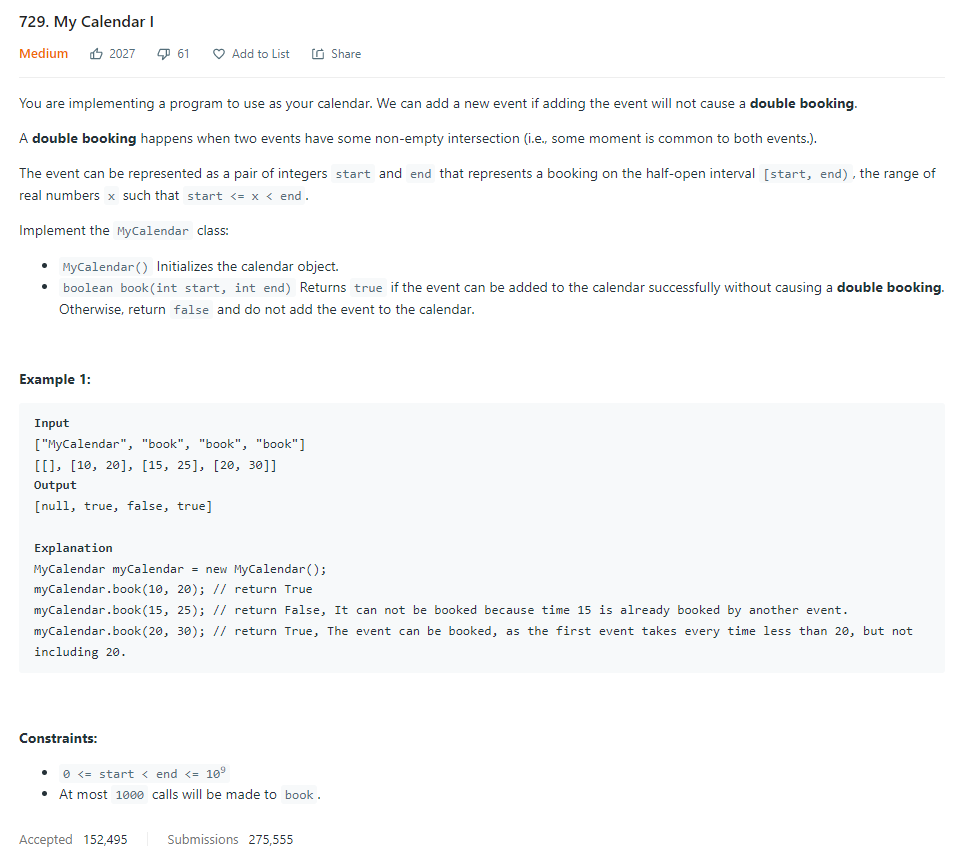 729. My Calendar I
Medium 2027 61 Add to List Share
You are implementing a program to use as your calendar. We can add a new event if adding the event will not cause a double booking.
A double booking happens when two events have some non-empty intersection (i.e., some moment is common to both events.).
The event can be represented as a pair of integers start and end that represents a booking on the half-open interval [start, end), the range of
real numbers x such that start <= x < end.
Implement the MyCalendar class:
• MyCalendar() Initializes the calendar object.
• boolean book(int start, int end) Returns true if the event can be added to the calendar successfully without causing a double booking.
Otherwise, return false and do not add the event to the calendar.
Example 1:
Input
["MyCalendar", "book", "book", "book"]
[[], [10, 20], [15, 25], [20, 30]]
Output
[null, true, false, true]
Explanation
MyCalendar myCalendar = new MyCalendar();
myCalendar.book(10, 20); // return True
myCalendar.book(15, 25); // return False, It can not be booked because time 15 is already booked by another event.
myCalendar.book(20, 30); // return True, The event can be booked, as the first event takes every time less than 20, but not
including 20.
Constraints:
• 0 <= start < end <= 10⁹
• At most 1000 calls will be made to book.
Accepted 152,495 Submissions 275,555